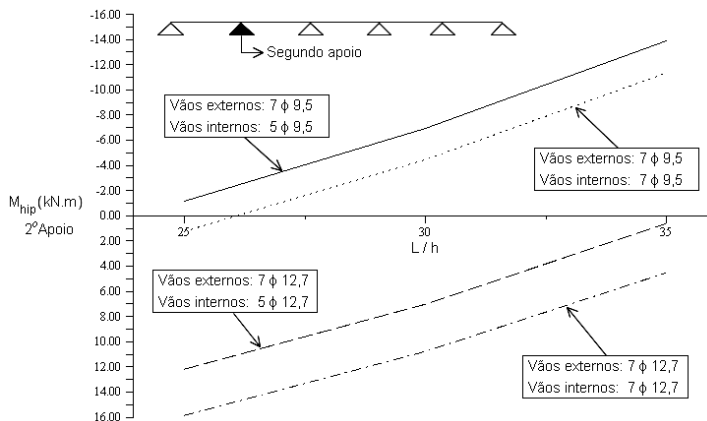 -16.00
-14.00
-12.00
-10.00
-8.00
-6.00
-4.00
-2.00
0.00
2.00
4.00
6.00
8.00
10.00
12.00
14.00
16.00
M hip (kN.m)
2º Apoio
Segundo apoio
Vãos externos: 7 ϕ 9,5
Vãos internos: 5 ϕ 9,5
Vãos externos: 7 ϕ 9,5
Vãos internos: 7 ϕ 9,5
25
30
35
L / h
Vãos externos: 7 ϕ 12,7
Vãos internos: 5 ϕ 12,7
Vãos externos: 7 ϕ 12,7
Vãos internos: 7 ϕ 12,7